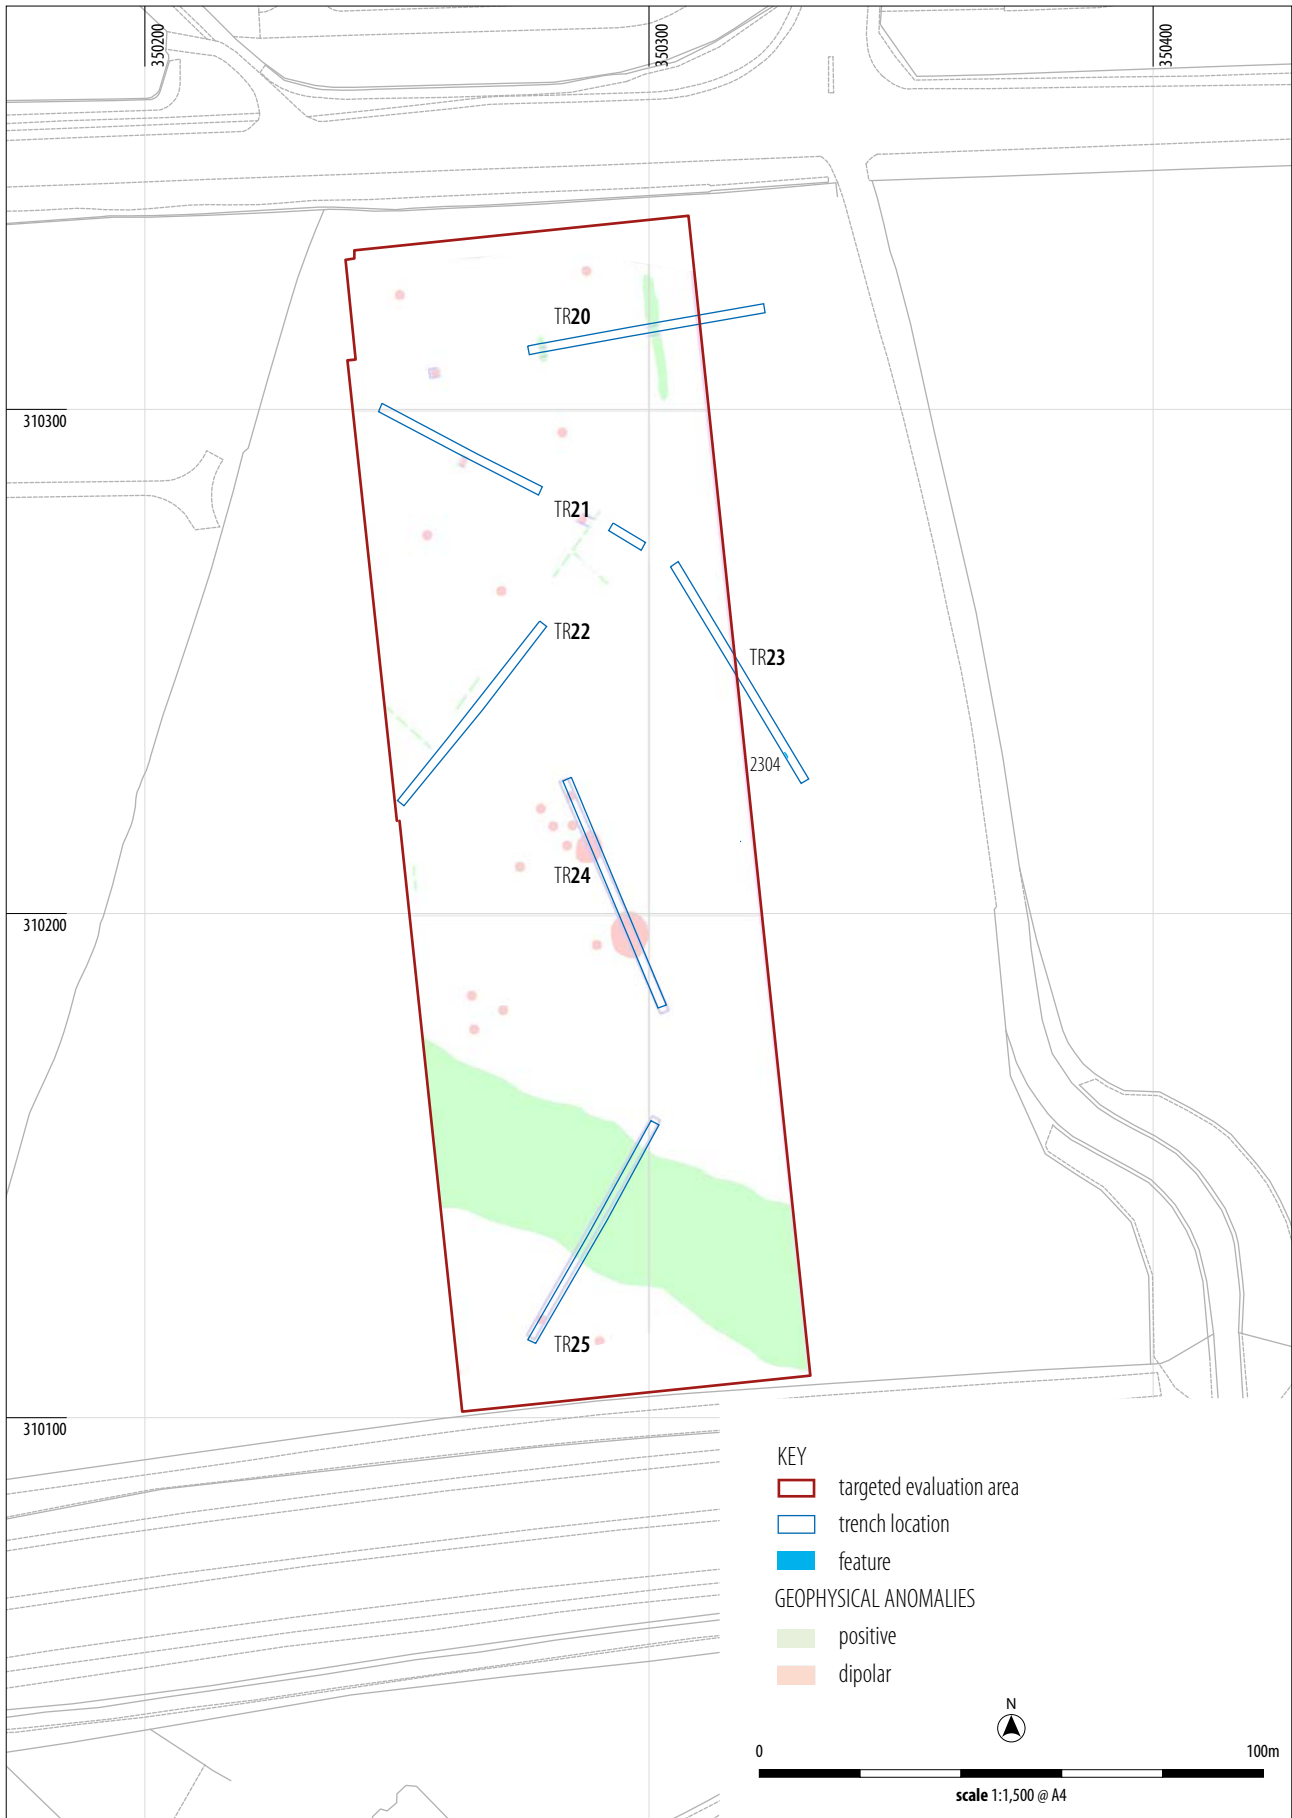 350200
350300
350400
TR20
310300
TR21
TR22
TR23
2304
TR24
310200
TR25
310100
KEY
targeted evaluation area
trench location
feature
GEOPHYSICAL ANOMALIES
positive
dipolar
N
0 100m
scale 1:1,500 @ A4